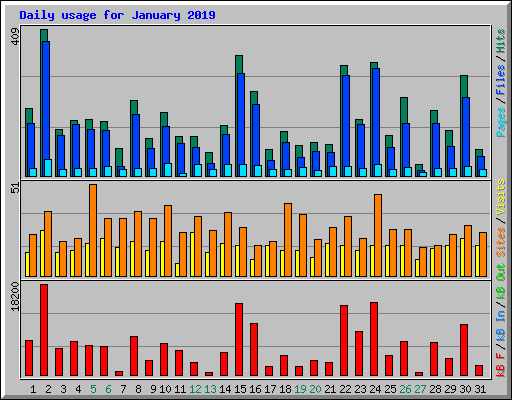 Daily usage for January 2019
409
51
18200
Pages / Files / Hits
Sites / Visits
kB F / kB In / kB Out
1 2 3 4 5 6 7 8 9 10 11 12 13 14 15 16 17 18 19 20 21 22 23 24 25 26 27 28 29 30 31